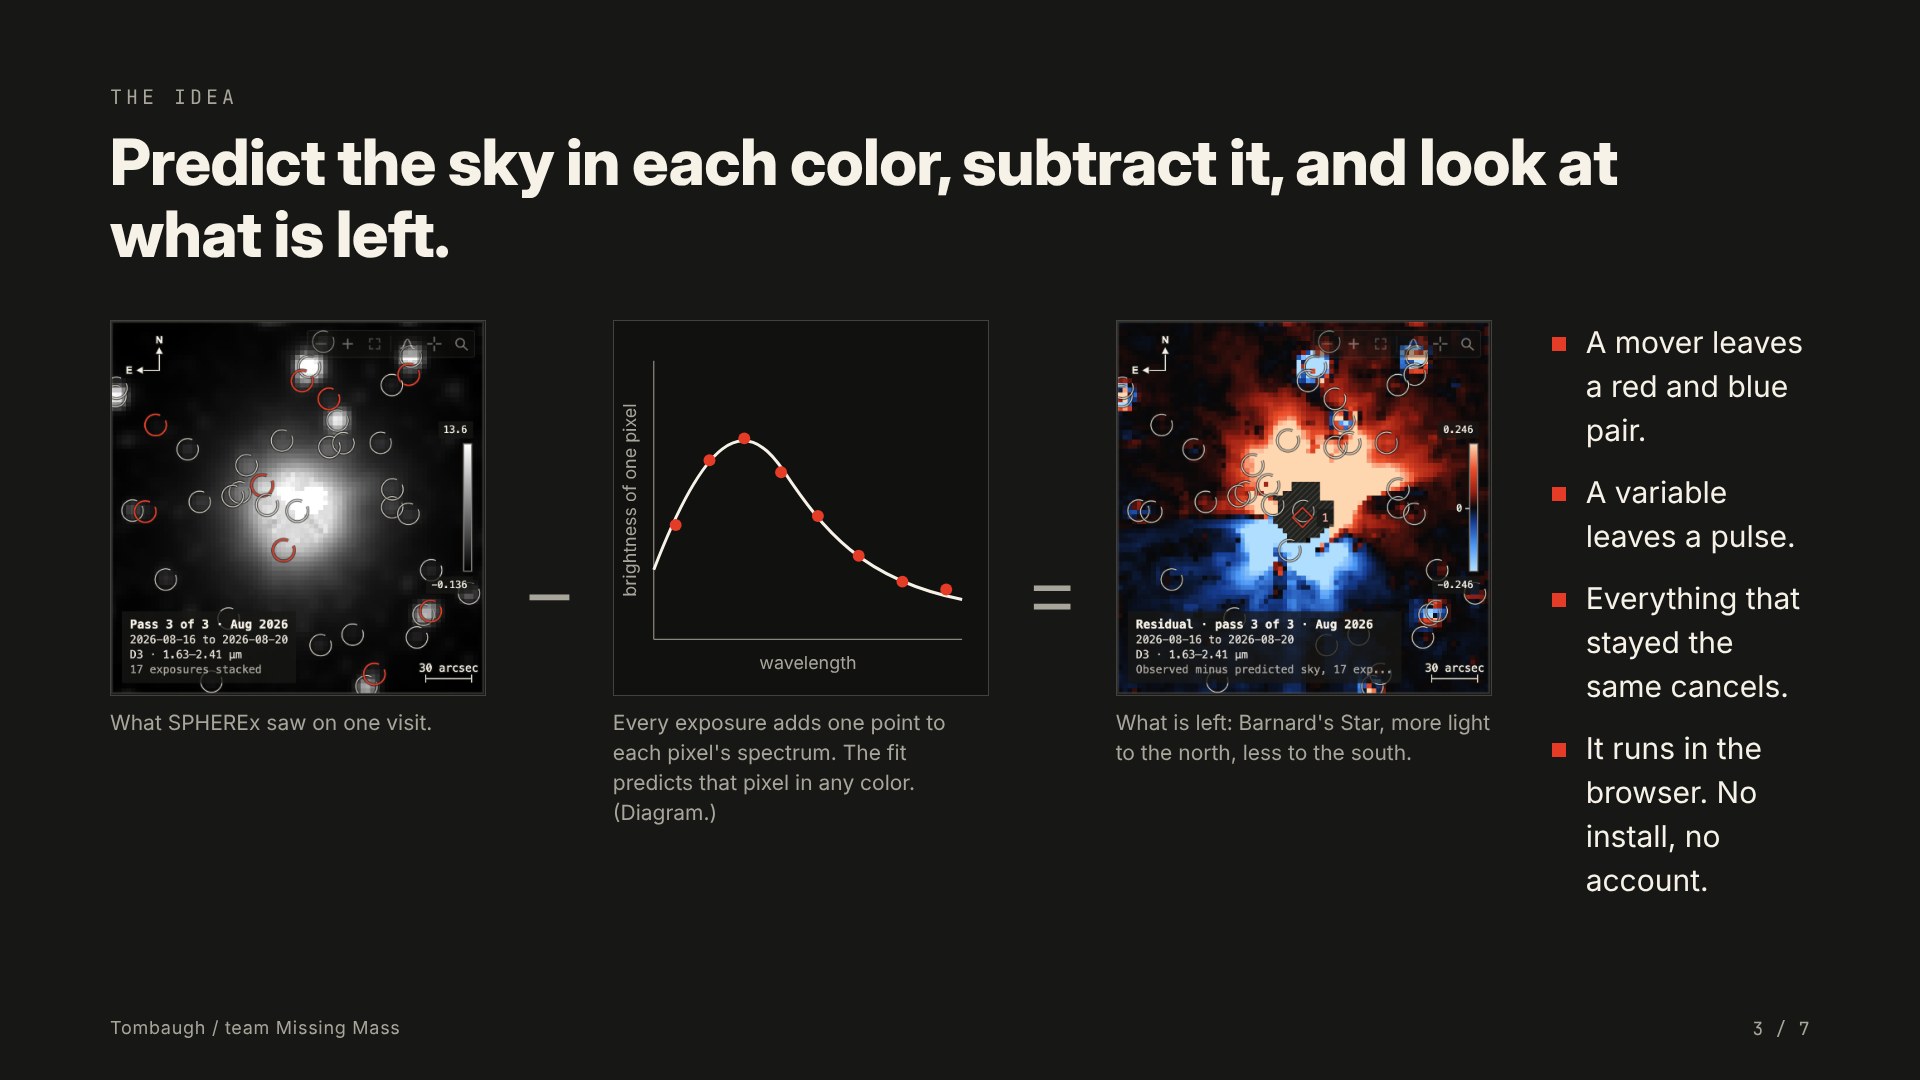 THE IDEA
Predict the sky in each color, subtract it, and look at
what is left.
N
E
13.6
−0.136
Pass 3 of 3 · Aug 2026
2026−08−16 to 2026−08−20
D3 · 1.63−2.41 µm
17 exposures stacked
30 arcsec
What SPHEREx saw on one visit.
−
brightness of one pixel
wavelength
Every exposure adds one point to
each pixel's spectrum. The fit
predicts that pixel in any color.
(Diagram.)
=
N
E
0.246
0
−0.246
1
Residual · pass 3 of 3 · Aug 2026
2026−08−16 to 2026−08−20
D3 · 1.63−2.41 µm
Observed minus predicted sky, 17 exp...
30 arcsec
What is left: Barnard's Star, more light
to the north, less to the south.
A mover leaves
a red and blue
pair.
A variable
leaves a pulse.
Everything that
stayed the
same cancels.
It runs in the
browser. No
install, no
account.
Tombaugh / team Missing Mass
3 / 7